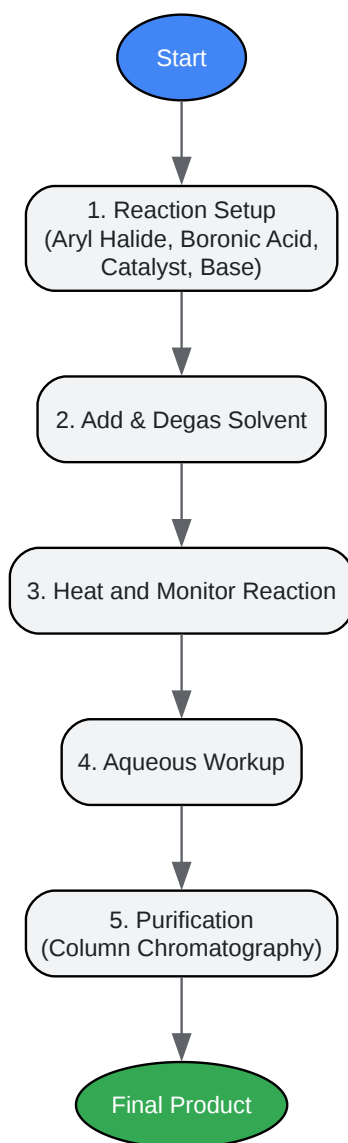 Start
1. Reaction Setup
(Aryl Halide, Boronic Acid,
Catalyst, Base)
2. Add & Degas Solvent
3. Heat and Monitor Reaction
4. Aqueous Workup
5. Purification
(Column Chromatography)
Final Product